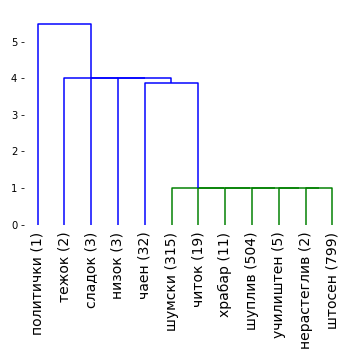 5
4
3
2
1
0
политички (1)
тежок (2)
сладок (3)
низок (3)
чаен (32)
шумски (315)
читок (19)
храбар (11)
шуплив (504)
училиштен (5)
нерастеглив (2)
штосен (799)